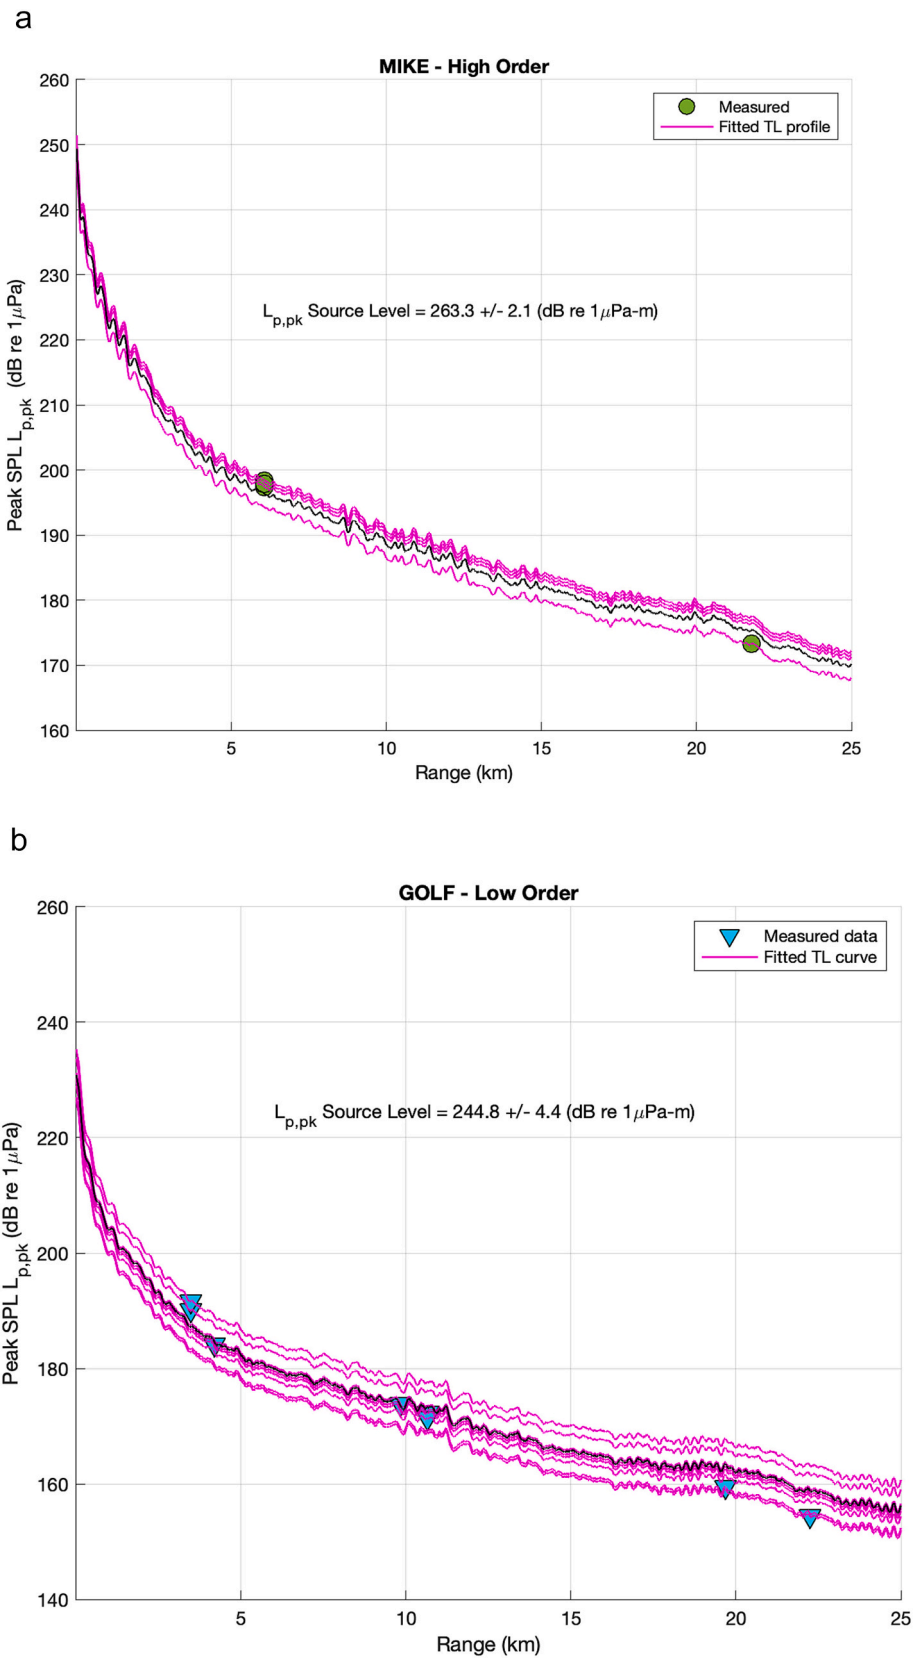 a
MIKE - High Order
260
250
240
230
220
210
200
190
180
170
160
Peak SPL L_p,pk (dB re 1μPa)
Measured
Fitted TL profile
L_p,pk Source Level = 263.3 +/- 2.1 (dB re 1μPa-m)
5
10
15
20
25
Range (km)
b
GOLF - Low Order
260
240
220
200
180
160
140
Peak SPL L_p,pk (dB re 1μPa)
Measured data
Fitted TL curve
L_p,pk Source Level = 244.8 +/- 4.4 (dB re 1μPa-m)
5
10
15
20
25
Range (km)